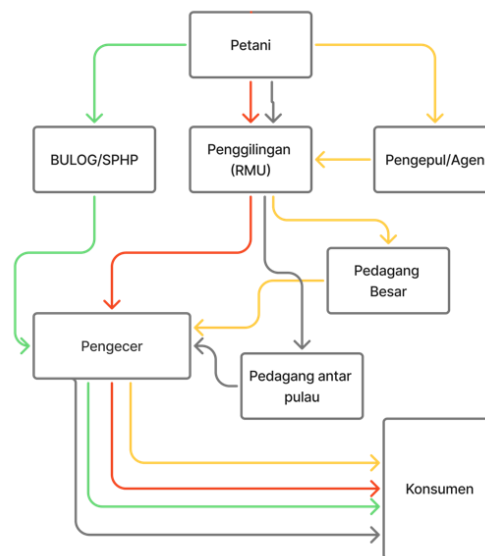 Petani
BULOG/SPHP
Penggilingan
(RMU)
Pengepul/Agen
Pedagang
Besar
Pengecer
Pedagang antar
pulau
Konsumen